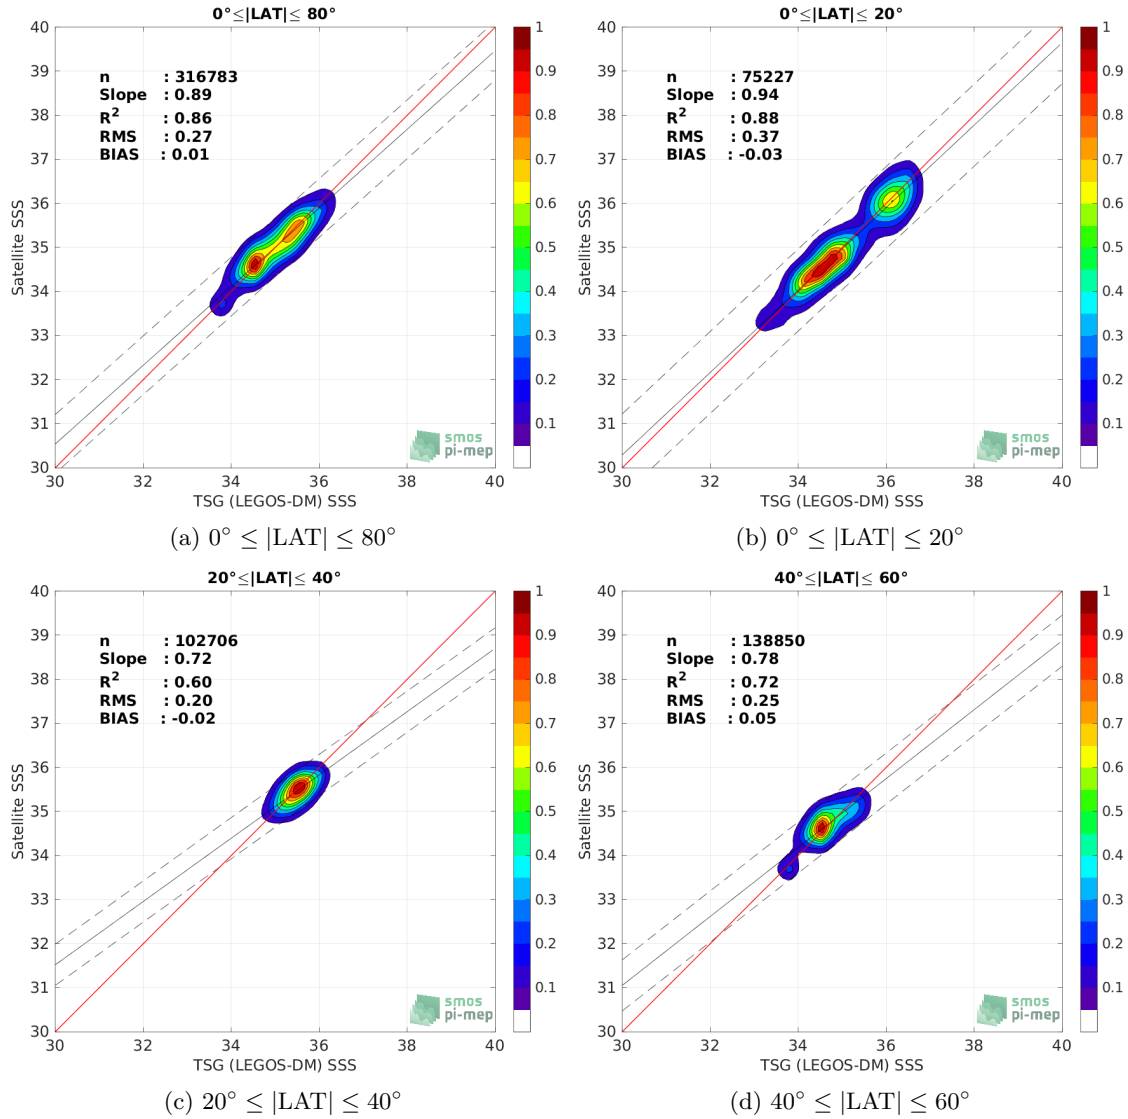 0°≤|LAT|≤ 80°
n : 316783
Slope : 0.89
R² : 0.86
RMS : 0.27
BIAS : 0.01
Satellite SSS
40
39
38
37
36
35
34
33
32
31
30
30 32 34 36 38 40
TSG (LEGOS-DM) SSS
1
0.9
0.8
0.7
0.6
0.5
0.4
0.3
0.2
0.1
smos
pi-mep
(a) 0° ≤ |LAT| ≤ 80°
0°≤|LAT|≤ 20°
n : 75227
Slope : 0.94
R² : 0.88
RMS : 0.37
BIAS : -0.03
Satellite SSS
40
39
38
37
36
35
34
33
32
31
30
30 32 34 36 38 40
TSG (LEGOS-DM) SSS
1
0.9
0.8
0.7
0.6
0.5
0.4
0.3
0.2
0.1
smos
pi-mep
(b) 0° ≤ |LAT| ≤ 20°
20°≤|LAT|≤ 40°
n : 102706
Slope : 0.72
R² : 0.60
RMS : 0.20
BIAS : -0.02
Satellite SSS
40
39
38
37
36
35
34
33
32
31
30
30 32 34 36 38 40
TSG (LEGOS-DM) SSS
1
0.9
0.8
0.7
0.6
0.5
0.4
0.3
0.2
0.1
smos
pi-mep
(c) 20° ≤ |LAT| ≤ 40°
40°≤|LAT|≤ 60°
n : 138850
Slope : 0.78
R² : 0.72
RMS : 0.25
BIAS : 0.05
Satellite SSS
40
39
38
37
36
35
34
33
32
31
30
30 32 34 36 38 40
TSG (LEGOS-DM) SSS
1
0.9
0.8
0.7
0.6
0.5
0.4
0.3
0.2
0.1
smos
pi-mep
(d) 40° ≤ |LAT| ≤ 60°